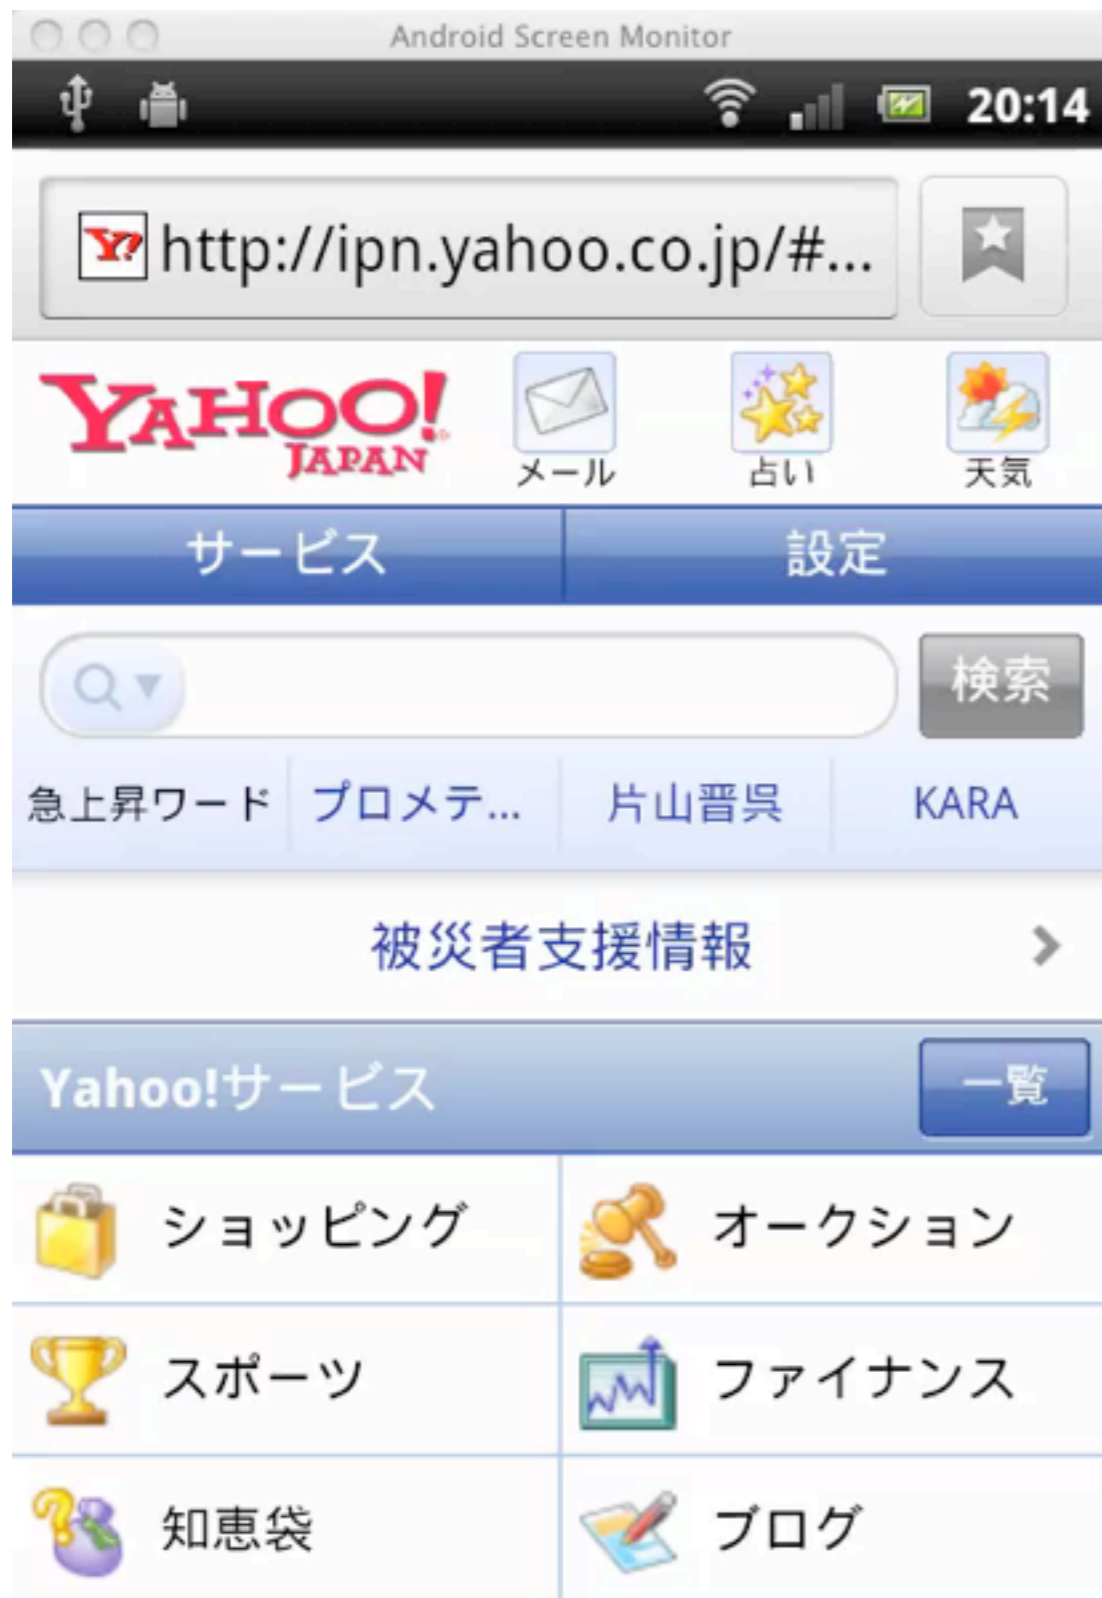 Android Screen Monitor
20:14
Y! http://ipn.yahoo.co.jp/#...
YAHOO!
JAPAN
メール 占い 天気
サービス 設定
検索
急上昇ワード プロメテ... 片山晋呉 KARA
被災者支援情報
Yahoo!サービス 一覧
ショッピング オークション
スポーツ ファイナンス
知恵袋 ブログ